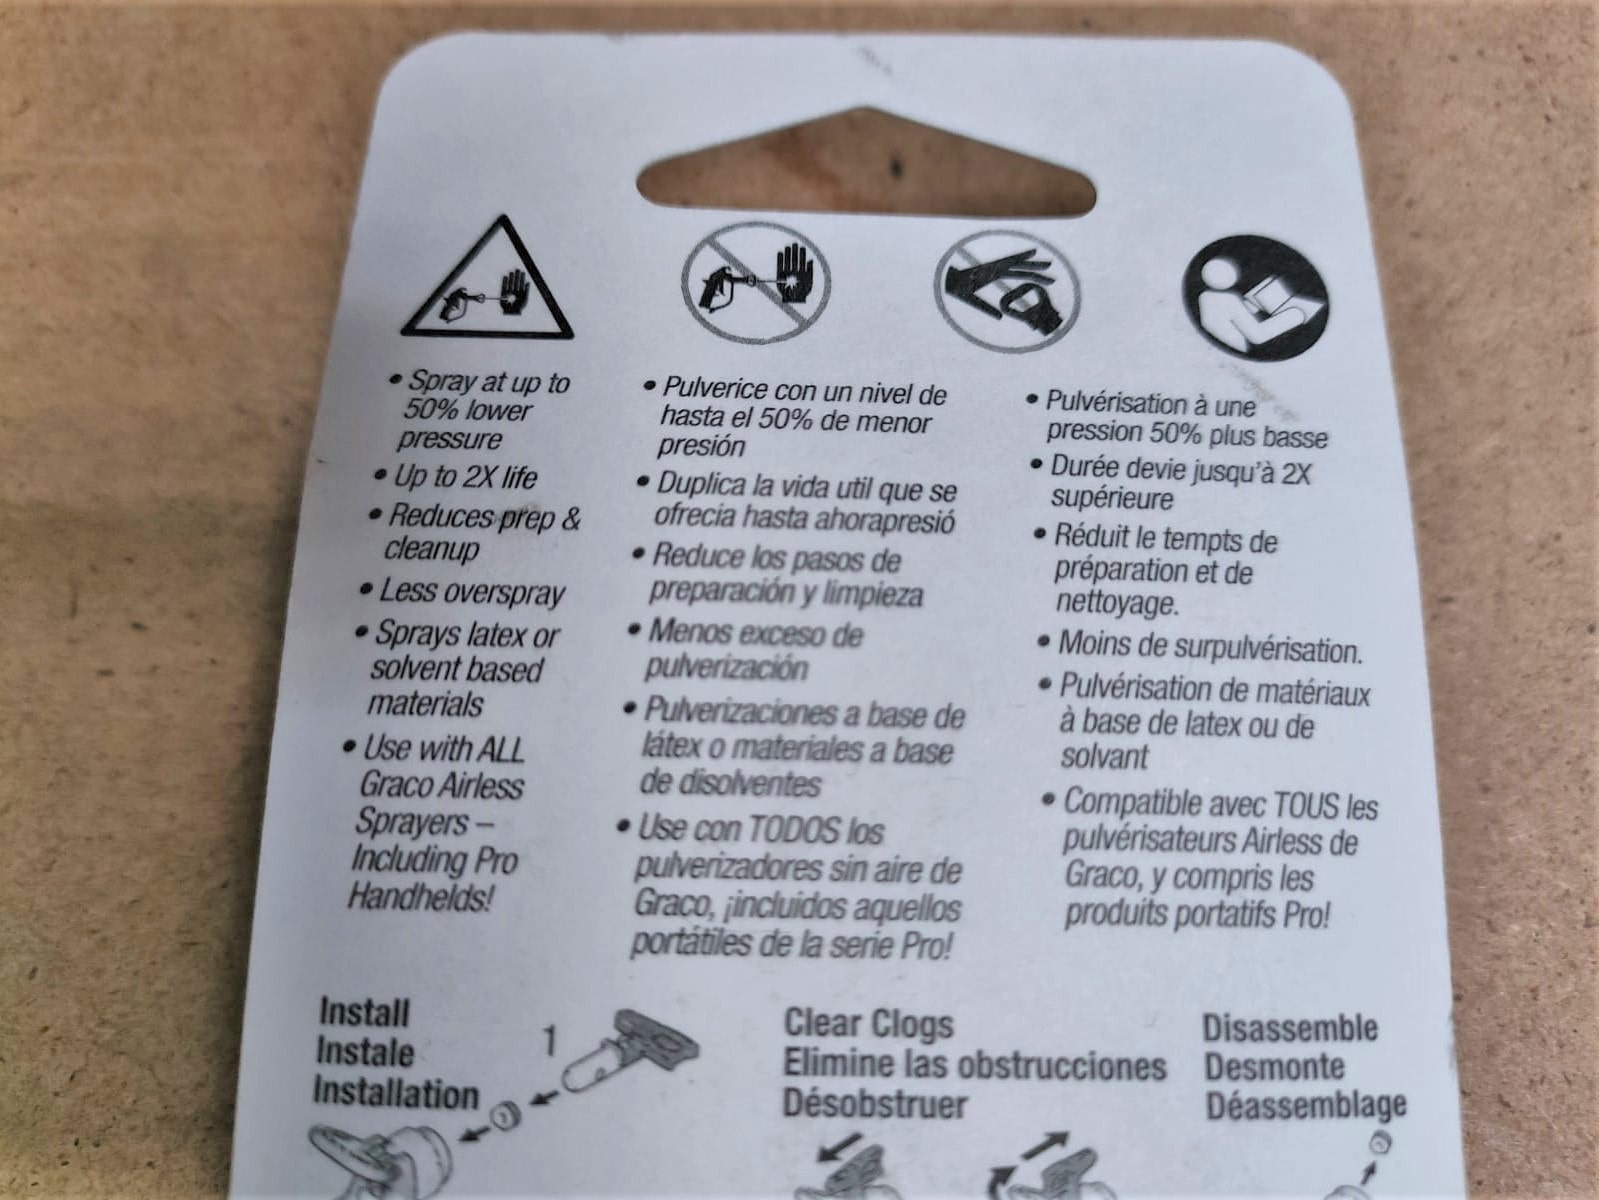 • Spray at up to
50% lower
pressure
• Up to 2X life
• Reduces prep &
cleanup
• Less overspray
• Sprays latex or
solvent based
materials
• Use with ALL
Graco Airless
Sprayers –
Including Pro
Handhelds!
• Pulverice con un nivel de
hasta el 50% de menor
presión
• Duplica la vida util que se
ofrecia hasta ahorapresió
• Reduce los pasos de
preparación y limpieza
• Menos exceso de
pulverización
• Pulverizaciones a base de
látex o materiales a base
de disolventes
• Use con TODOS los
pulverizadores sin aire de
Graco, ¡incluidos aquellos
portátiles de la serie Pro!
• Pulvérisation à une
pression 50% plus basse
• Durée devie jusqu'à 2X
supérieure
• Réduit le tempts de
préparation et de
nettoyage.
• Moins de surpulvérisation.
• Pulvérisation de matériaux
à base de latex ou de
solvant
• Compatible avec TOUS les
pulvérisateurs Airless de
Graco, y compris les
produits portatifs Pro!
Install
Instale
Installation
1
Clear Clogs
Elimine las obstrucciones
Désobstruer
Disassemble
Desmonte
Déassemblage